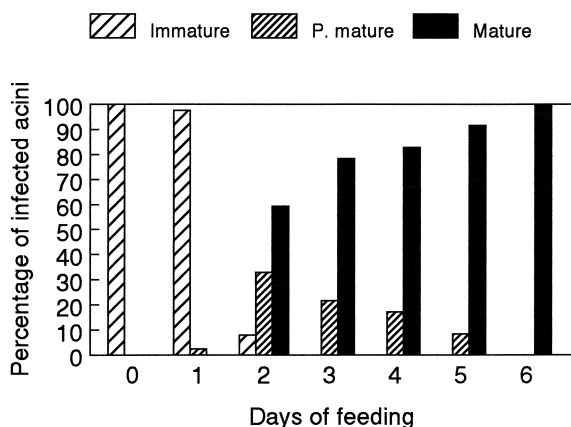 Immature P. mature Mature
Percentage of infected acini
100
90
80
70
60
50
40
30
20
10
0
0 1 2 3 4 5 6
Days of feeding